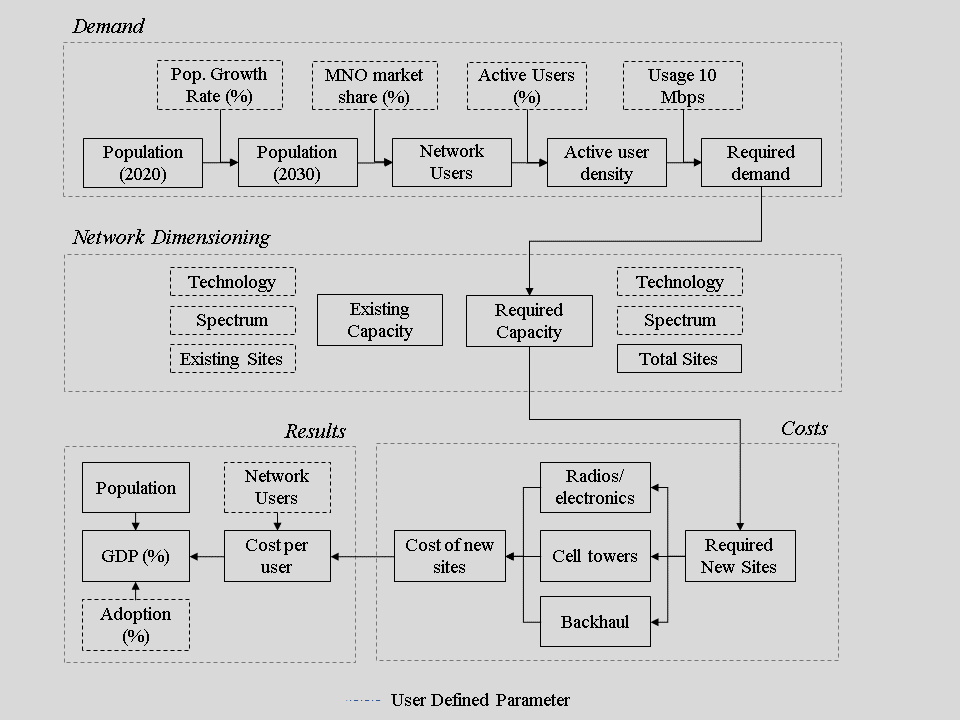 Demand
Pop. Growth
Rate (%)
MNO market
share (%)
Active Users
(%)
Usage 10
Mbps
Population
(2020)
Population
(2030)
Network
Users
Active user
density
Required
demand
Network Dimensioning
Technology
Spectrum
Existing Sites
Existing
Capacity
Required
Capacity
Technology
Spectrum
Total Sites
Results
Population
Network
Users
GDP (%)
Cost per
user
Adoption
(%)
Costs
Radios/
electronics
Cost of new
sites
Cell towers
Required
New Sites
Backhaul
User Defined Parameter